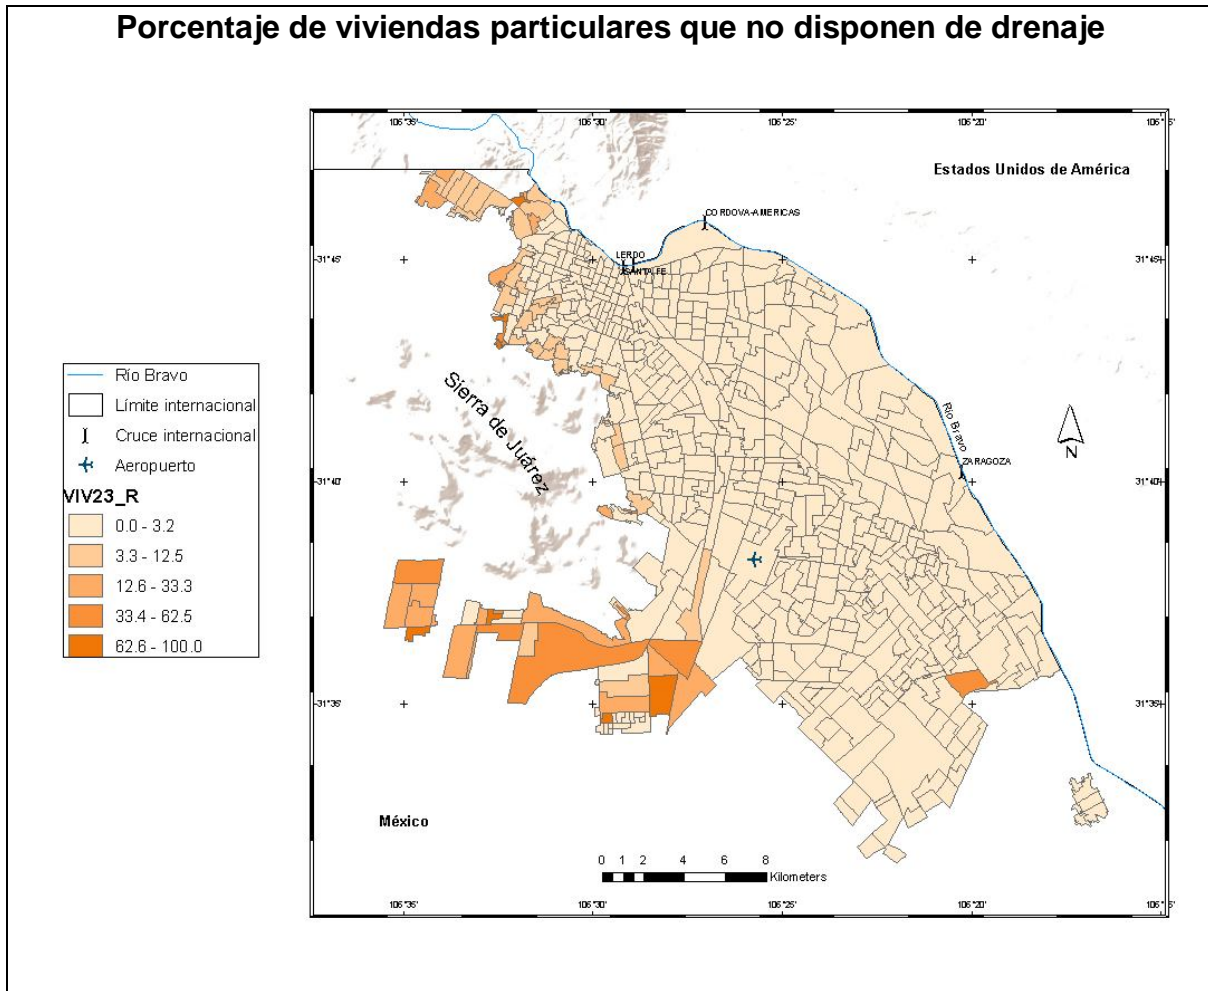 Porcentaje de viviendas particulares que no disponen de drenaje
106°35' 106°30' 106°25' 106°20' 106°15'
Estados Unidos de América
CORDOVA-AMERICAS
LERDO
SANTA FE
31°45' 31°45'
Río Bravo
Límite internacional
Cruce internacional
Aeropuerto
VIV23_R
0.0 - 3.2
3.3 - 12.5
12.6 - 33.3
33.4 - 62.5
62.6 - 100.0
Sierra de Juárez
Río Bravo
N
ZARAGOZA
31°40' 31°40'
31°35' 31°35'
México
0 1 2 4 6 8
Kilometers
106°35' 106°30' 106°25' 106°20'